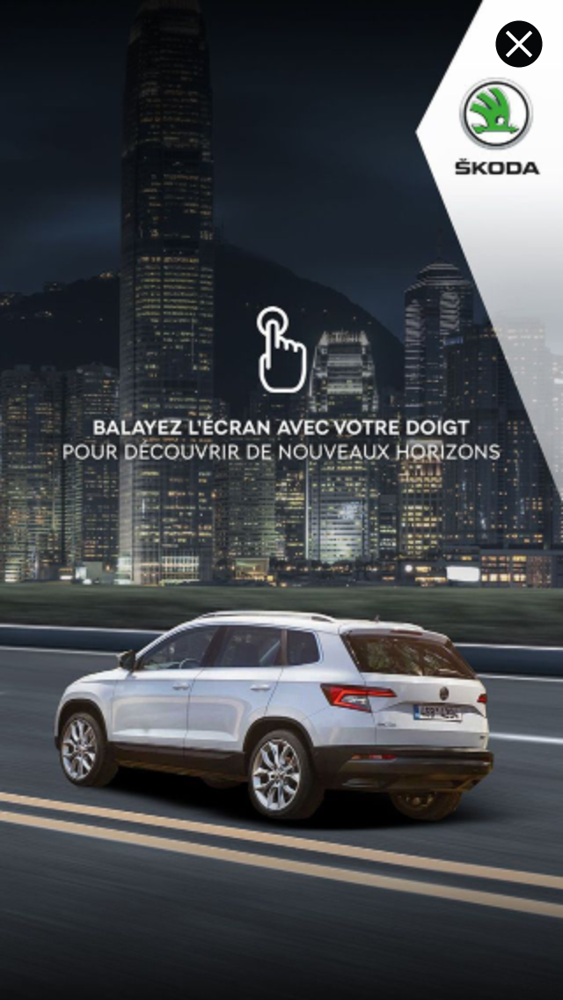 ŠKODA
BALAYEZ L'ÉCRAN AVEC VOTRE DOIGT
POUR DÉCOUVRIR DE NOUVEAUX HORIZONS